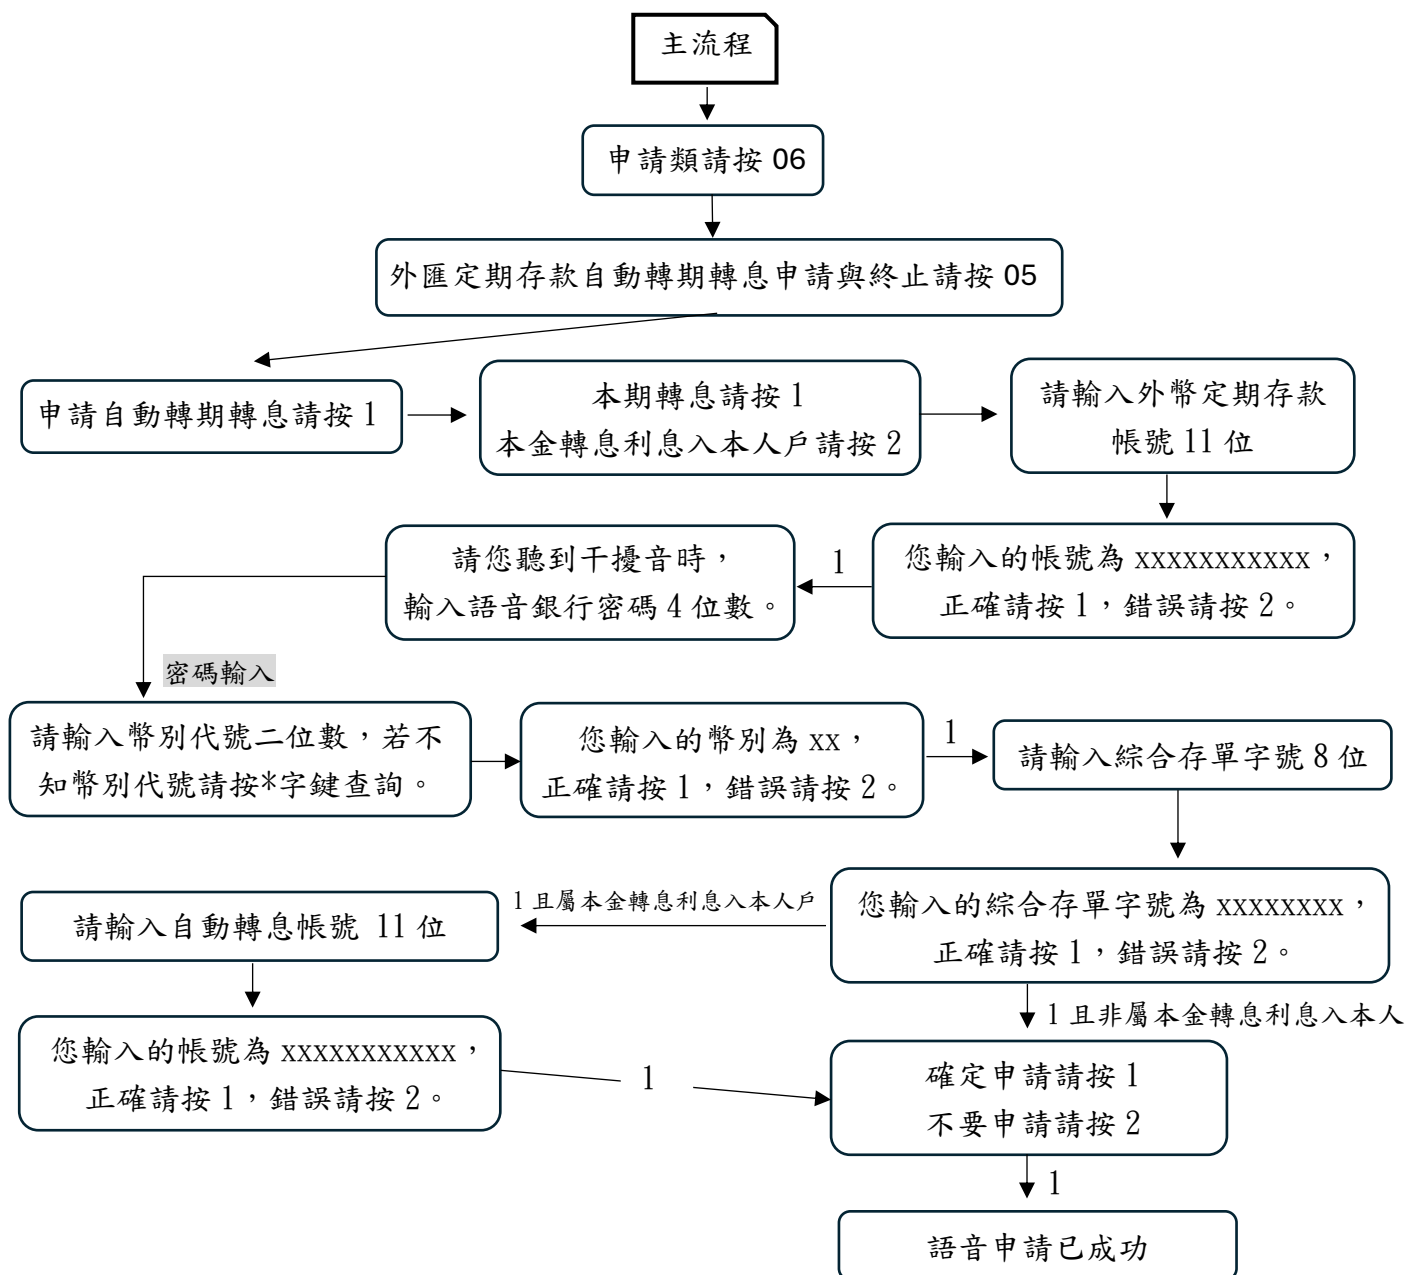 主流程
申請類請按 06
外匯定期存款自動轉期轉息申請與終止請按 05
申請自動轉期轉息請按 1
本期轉息請按 1
本金轉息利息入本人戶請按 2
請輸入外幣定期存款
帳號 11 位
您輸入的帳號為 xxxxxxxxxxx，
正確請按 1，錯誤請按 2。
1
請您聽到干擾音時，
輸入語音銀行密碼 4 位數。
密碼輸入
請輸入幣別代號二位數，若不
知幣別代號請按*字鍵查詢。
您輸入的幣別為 xx，
正確請按 1，錯誤請按 2。
1
請輸入綜合存單字號 8 位
您輸入的綜合存單字號為 xxxxxxxx，
正確請按 1，錯誤請按 2。
1 且屬本金轉息利息入本人戶
請輸入自動轉息帳號 11 位
您輸入的帳號為 xxxxxxxxxxx，
正確請按 1，錯誤請按 2。
1
1 且非屬本金轉息利息入本人
確定申請請按 1
不要申請請按 2
1
語音申請已成功